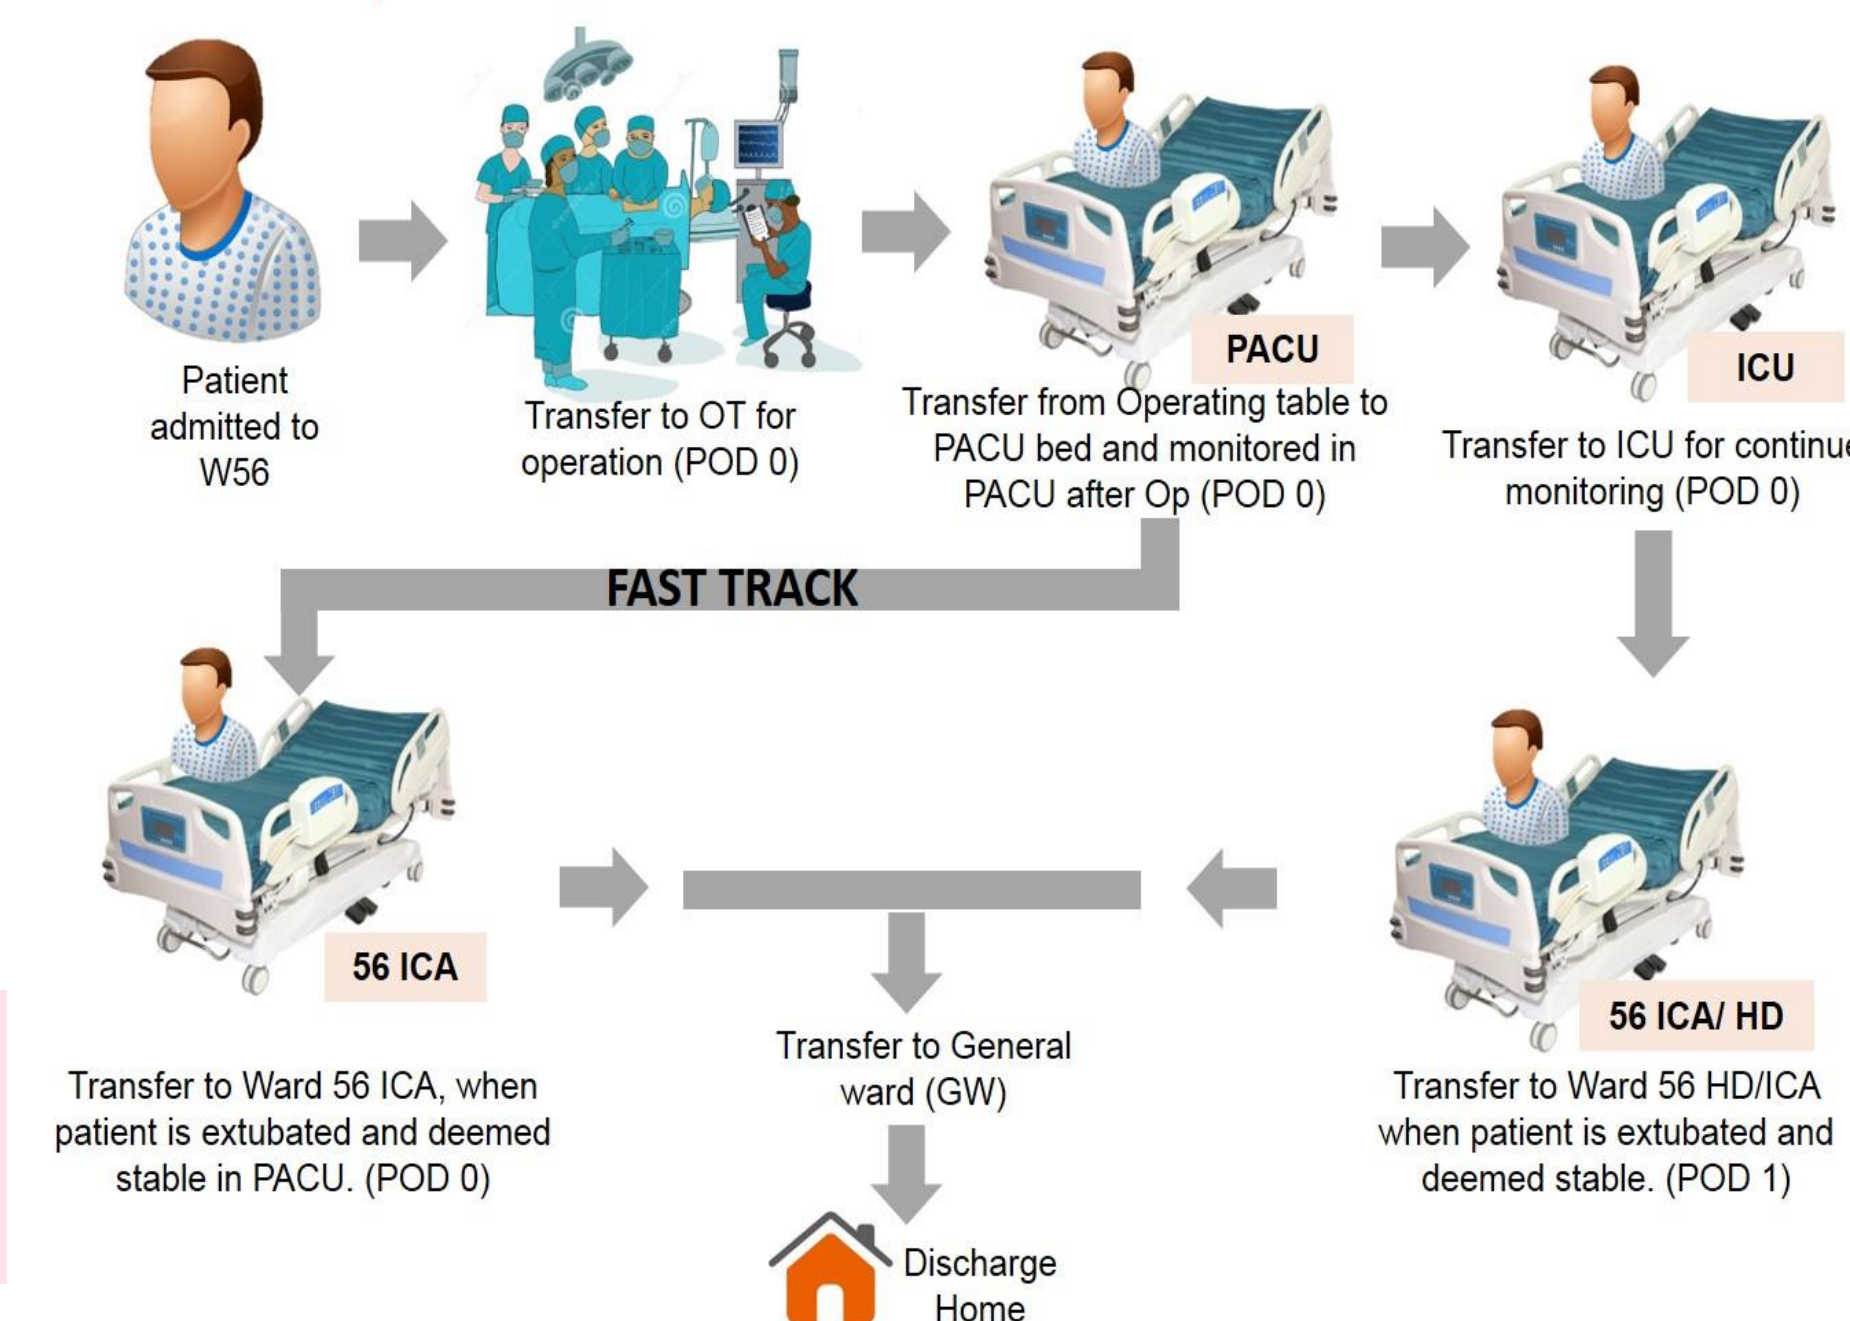 Patient
admitted to
W56
Transfer to OT for
operation (POD 0)
PACU
Transfer from Operating table to
PACU bed and monitored in
PACU after Op (POD 0)
ICU
Transfer to ICU for continue
monitoring (POD 0)
FAST TRACK
56 ICA
Transfer to Ward 56 ICA, when
patient is extubated and deemed
stable in PACU. (POD 0)
Transfer to General
ward (GW)
56 ICA/ HD
Transfer to Ward 56 HD/ICA
when patient is extubated and
deemed stable. (POD 1)
Discharge
Home